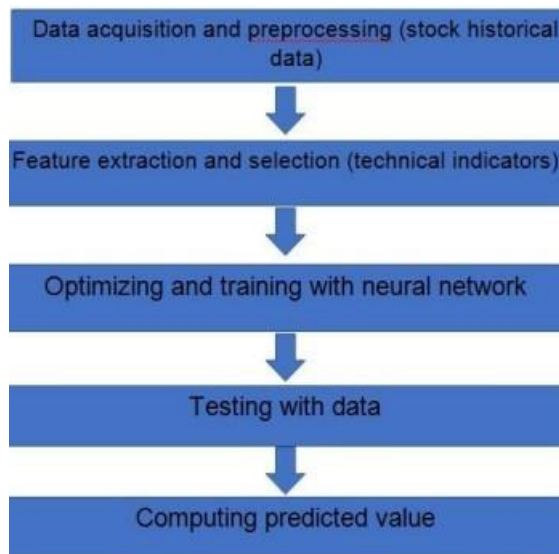 Data acquisition and preprocessing (stock historical
data)
Feature extraction and selection (technical indicators)
Optimizing and training with neural network
Testing with data
Computing predicted value